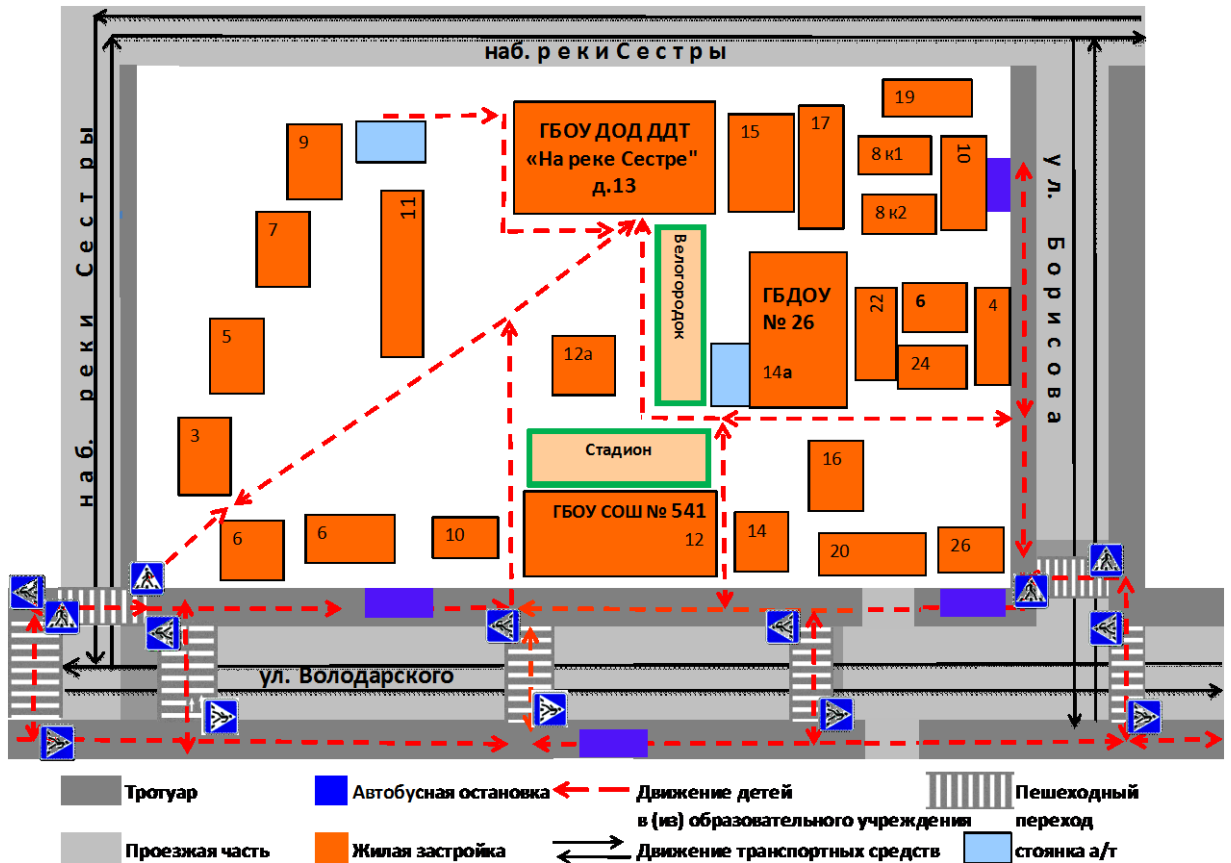 наб. р е к и С е с т р ы
наб. реки Сестры
ул. Борисова
19
9
ГБОУ ДОД ДДТ
«На реке Сестре"
д.13
15
17
8 к1
10
8 к2
11
7
Велогородок
ГБДОУ
№ 26
14а
22
6
4
24
5
12а
3
Стадион
16
6
6
10
ГБОУ СОШ № 541
12
14
20
26
ул. Володарского
Тротуар
Автобусная остановка
Движение детей
в (из) образовательного учреждения
Пешеходный
переход
Проезжая часть
Жилая застройка
Движение транспортных средств
стоянка а/т